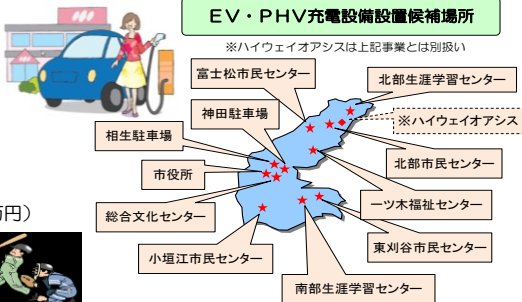 EV・PHV充電設備設置候補場所
※ハイウェイオアシスは上記事業とは別扱い
富士松市民センター
北部生涯学習センター
神田駐車場
※ハイウェイオアシス
相生駐車場
北部市民センター
市役所
一ツ木福祉センター
総合文化センター
円）
東刈谷市民センター
小垣江市民センター
南部生涯学習センター